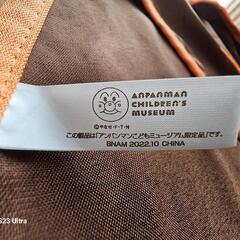 ANPANMAN
CHILDREN'S
MUSEUM
©やなせ・F・T・N
この製品は「アンパンマンこどもミュージアム限定品」です。
BNAM 2022.10 CHINA
S23 Ultra